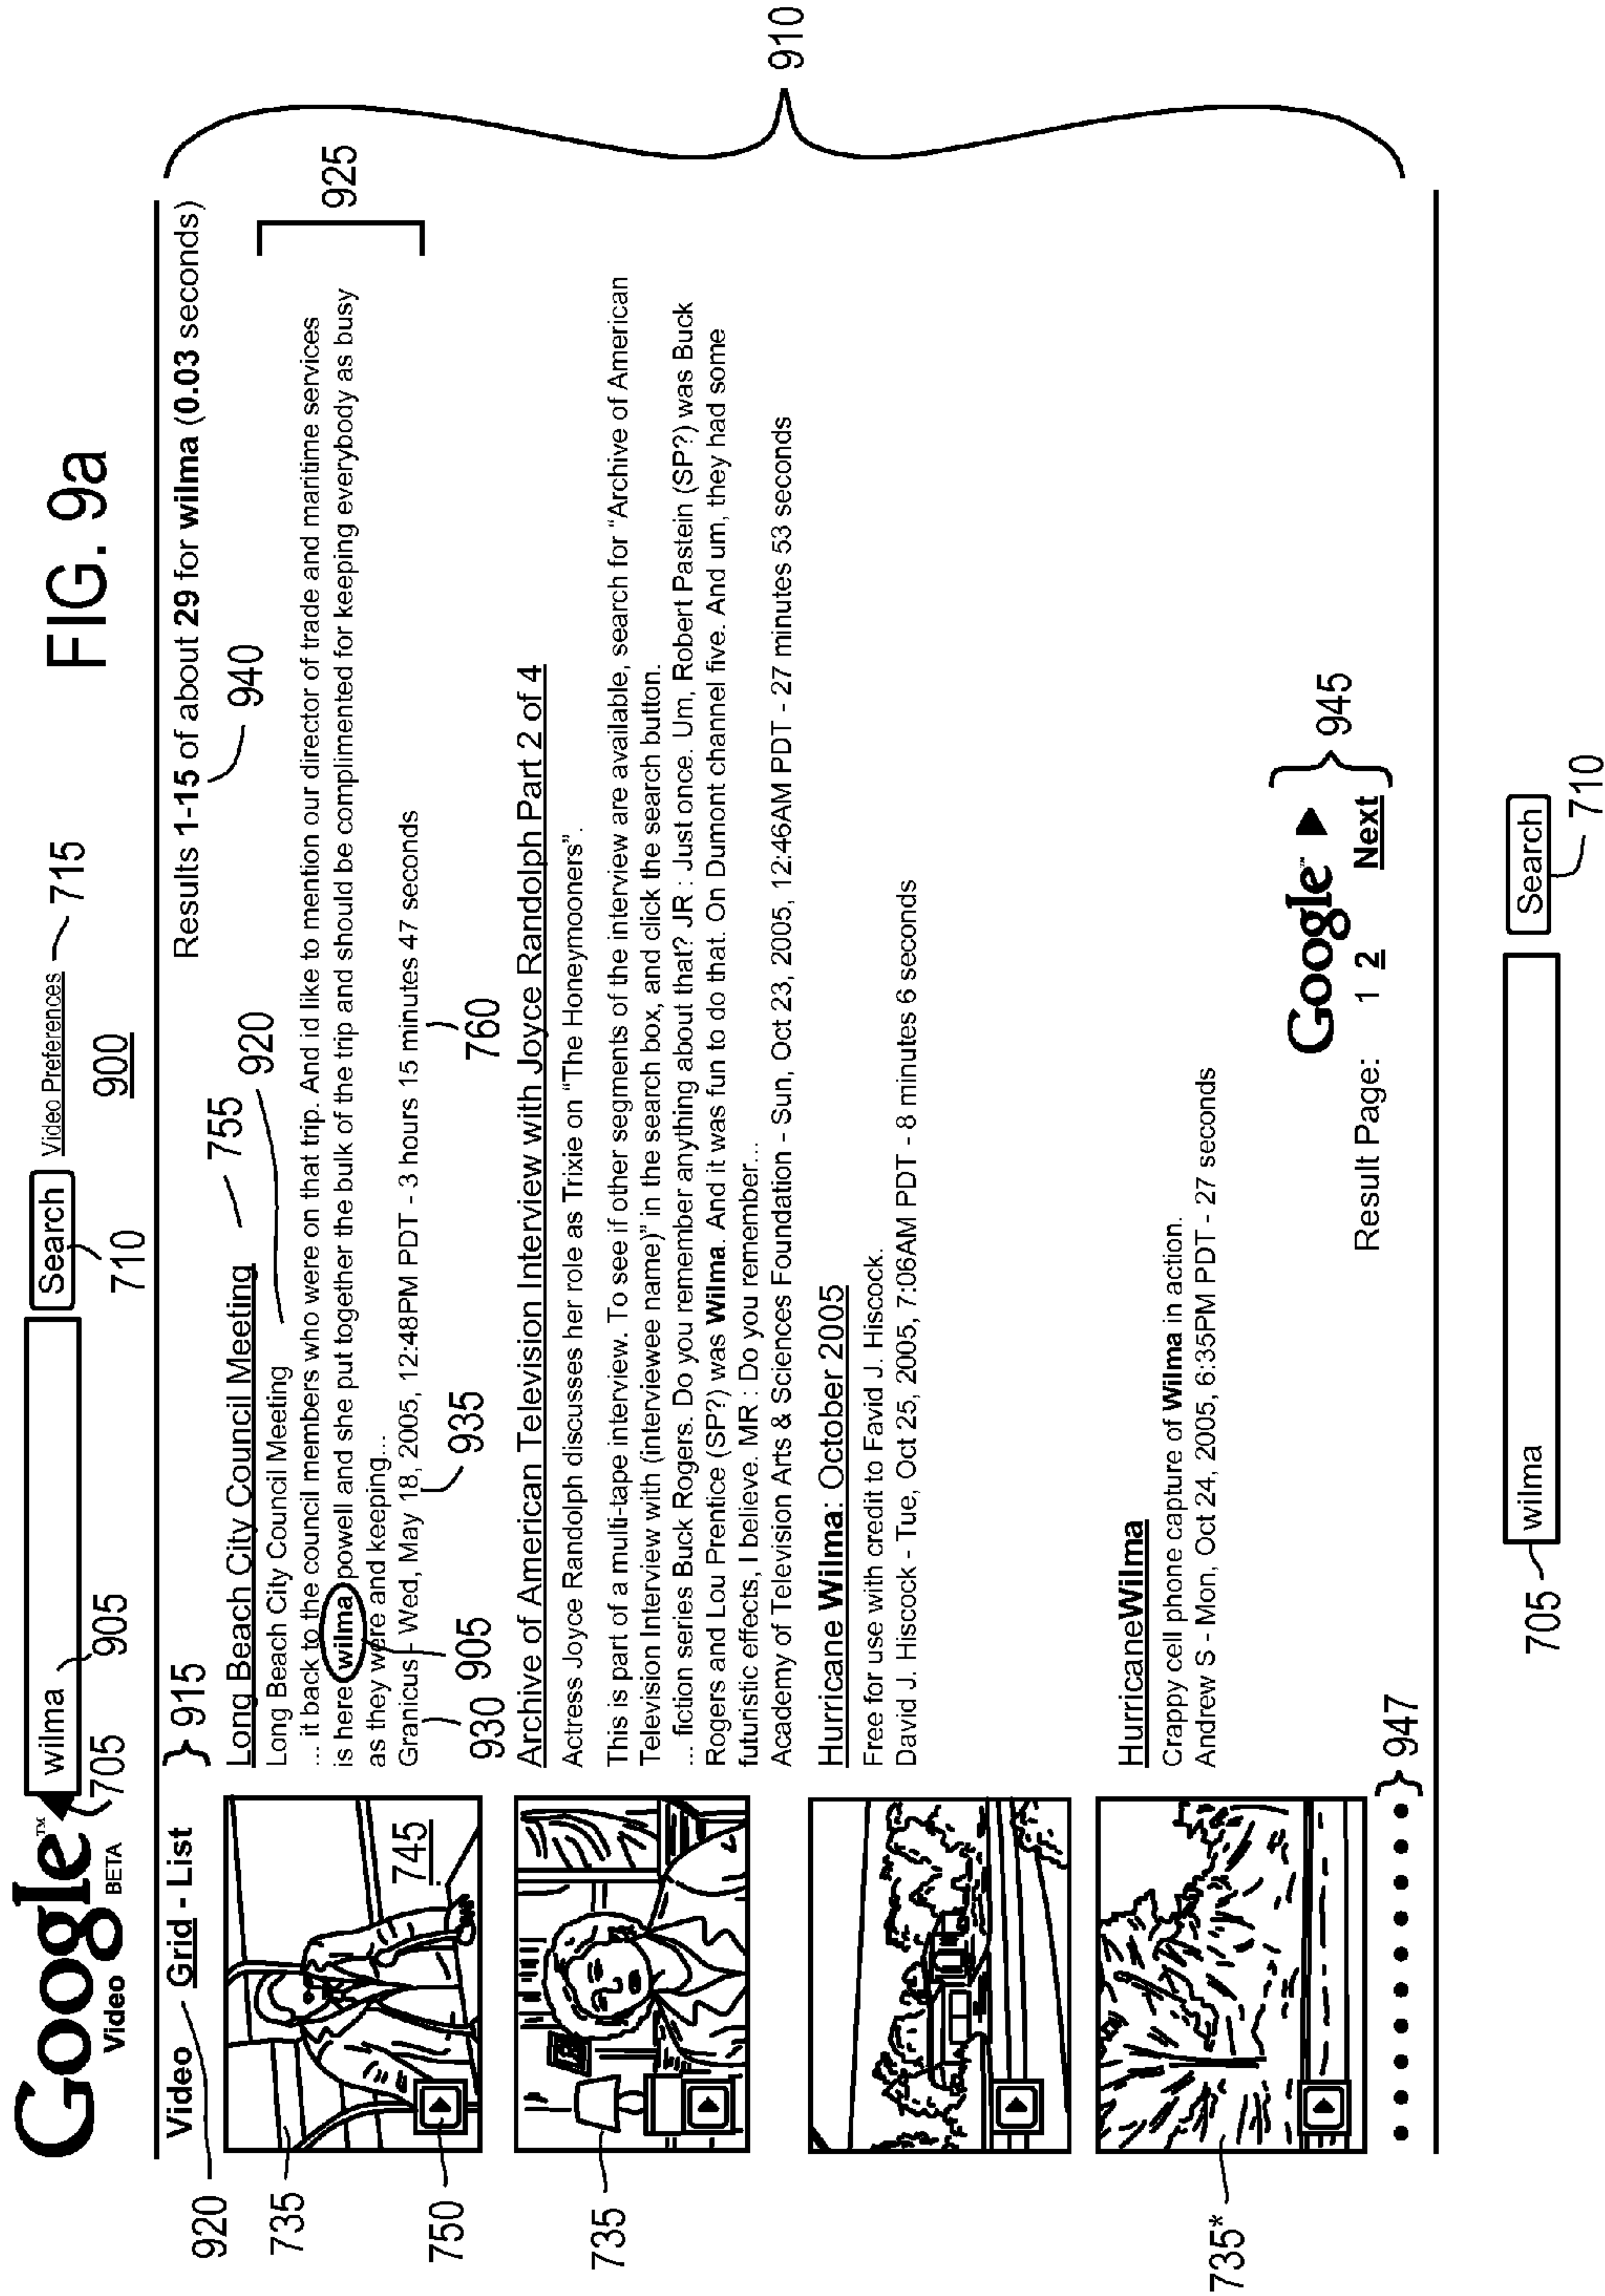 FIG. 9a
Google™
Video BETA
705
wilma
905
Search
710
Video Preferences
715
900
920
Video Grid - List
915
Results 1-15 of about 29 for wilma (0.03 seconds)
940
910
735
745
750
Long Beach City Council Meeting
755
Long Beach City Council Meeting
920
... it back to the council members who were on that trip. And id like to mention our director of trade and maritime services
is here wilma powell and she put together the bulk of the trip and should be complimented for keeping everybody as busy
as they were and keeping...
Granicus - Wed, May 18, 2005, 12:48PM PDT - 3 hours 15 minutes 47 seconds
925
930
905
935
760
735
Archive of American Television Interview with Joyce Randolph Part 2 of 4
Actress Joyce Randolph discusses her role as Trixie on “The Honeymooners”.
This is part of a multi-tape interview. To see if other segments of the interview are available, search for “Archive of American
Television Interview with (interviewee name)” in the search box, and click the search button.
... fiction series Buck Rogers. Do you remember anything about that? JR : Just once. Um, Robert Pastein (SP?) was Buck
Rogers and Lou Prentice (SP?) was Wilma. And it was fun to do that. On Dumont channel five. And um, they had some
futuristic effects, I believe. MR : Do you remember...
Academy of Television Arts & Sciences Foundation - Sun, Oct 23, 2005, 12:46AM PDT - 27 minutes 53 seconds
Hurricane Wilma: October 2005
Free for use with credit to Favid J. Hiscock.
David J. Hiscock - Tue, Oct 25, 2005, 7:06AM PDT - 8 minutes 6 seconds
735*
HurricaneWilma
Crappy cell phone capture of Wilma in action.
Andrew S - Mon, Oct 24, 2005, 6:35PM PDT - 27 seconds
947
Google™
Result Page: 1 2 Next
945
705
wilma
Search
710